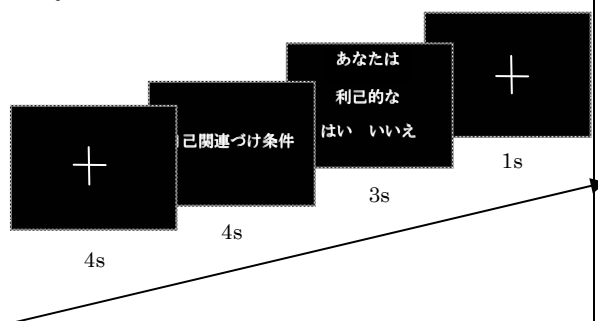 己関連づけ条件
あなたは
利己的な
はい いいえ
4s
4s
3s
1s